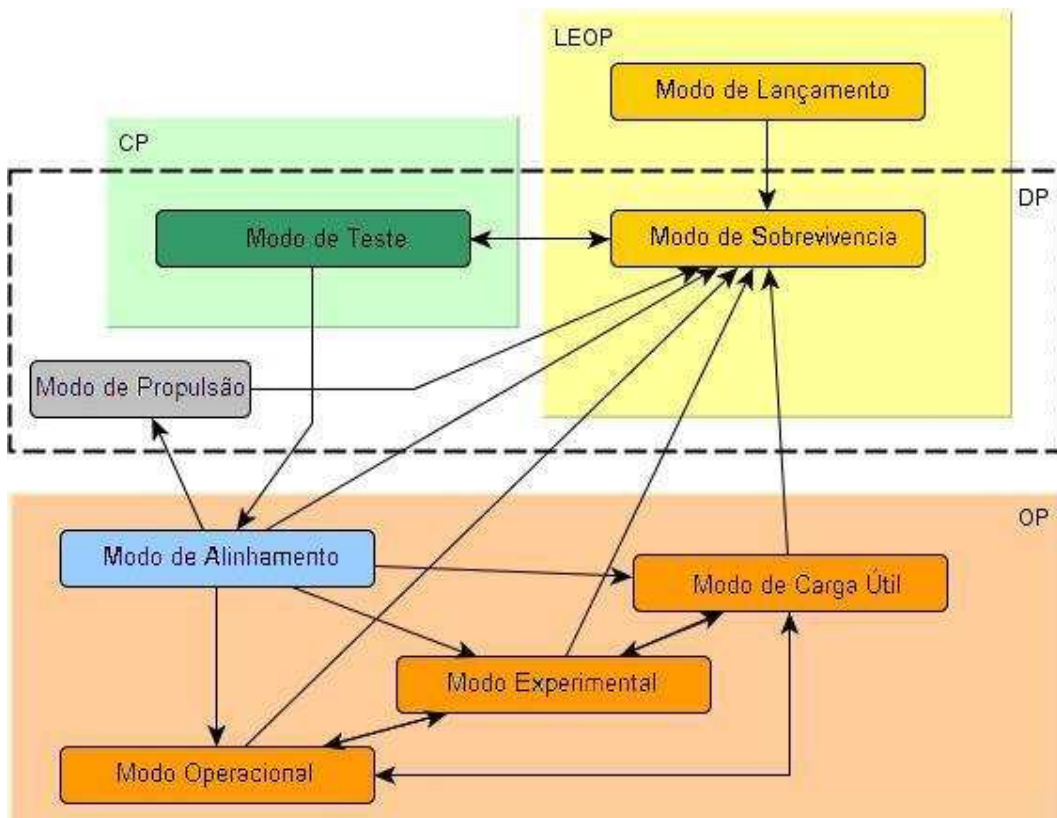 LEOP
Modo de Lançamento
CP
DP
Modo de Teste
Modo de Sobrevivencia
Modo de Propulsão
OP
Modo de Alinhamento
Modo de Carga Útil
Modo Experimental
Modo Operacional